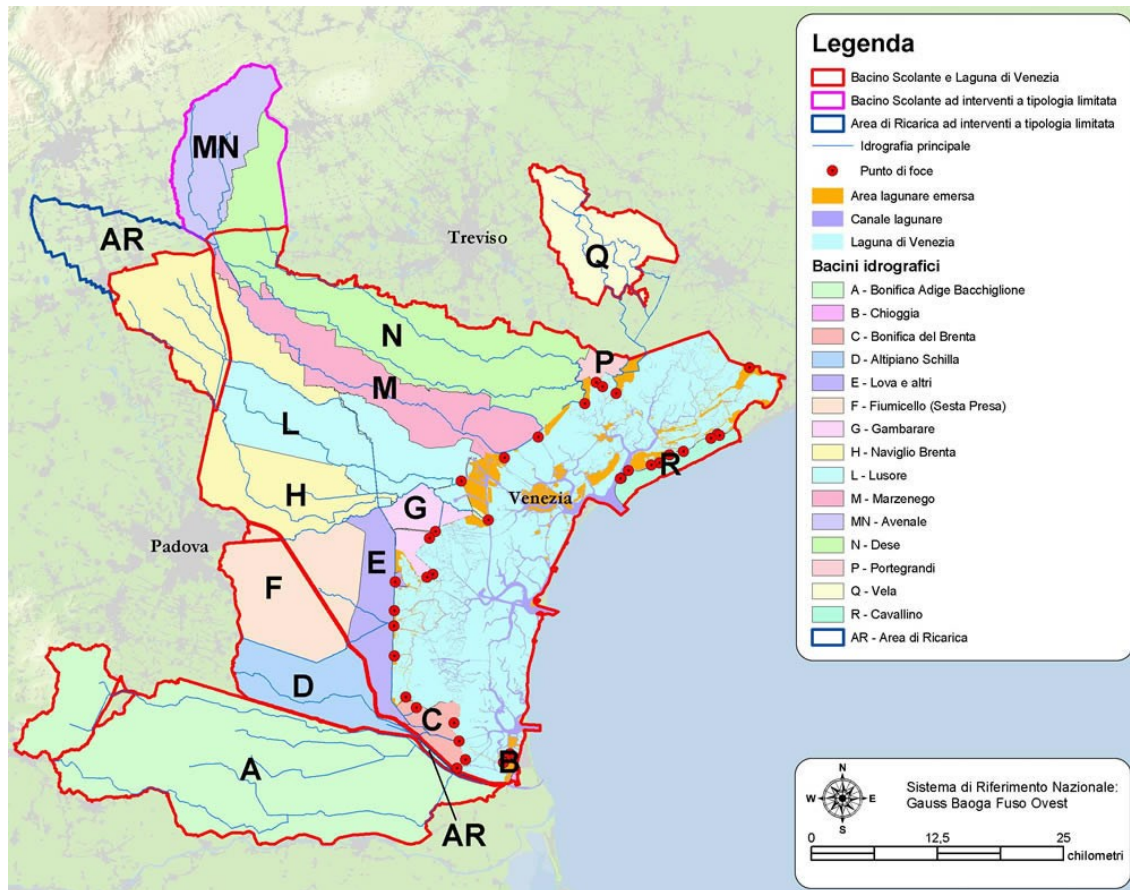 MN
AR
Treviso
Q
N
P
M
L
R
Venezia
H
G
Padova
E
F
D
C
B
A
AR
Legenda
Bacino Scolante e Laguna di Venezia
Bacino Scolante ad interventi a tipologia limitata
Area di Ricarica ad interventi a tipologia limitata
Idrografia principale
Punto di foce
Area lagunare emersa
Canale lagunare
Laguna di Venezia
Bacini idrografici
A - Bonifica Adige Bacchiglione
B - Chioggia
C - Bonifica del Brenta
D - Altipiano Schilla
E - Lova e altri
F - Fiumicello (Sesta Presa)
G - Gambarare
H - Naviglio Brenta
L - Lusore
M - Marzenego
MN - Avenale
N - Dese
P - Portegrandi
Q - Vela
R - Cavallino
AR - Area di Ricarica
N
W E
S
Sistema di Riferimento Nazionale:
Gauss Baoga Fuso Ovest
0 12,5 25
chilometri